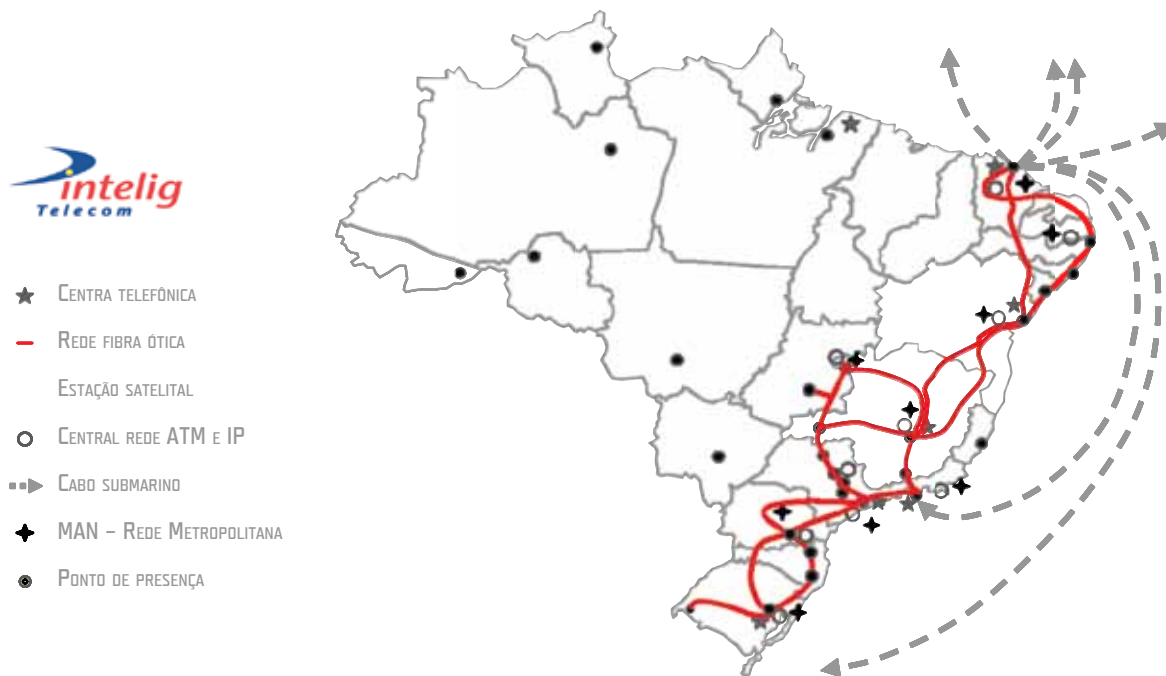 intelig
Telecom
CENTRA TELEFÔNICA
REDE FIBRA ÓTICA
ESTAÇÃO SATELITAL
CENTRAL REDE ATM E IP
CABO SUBMARINO
MAN – REDE METROPOLITANA
PONTO DE PRESENÇA